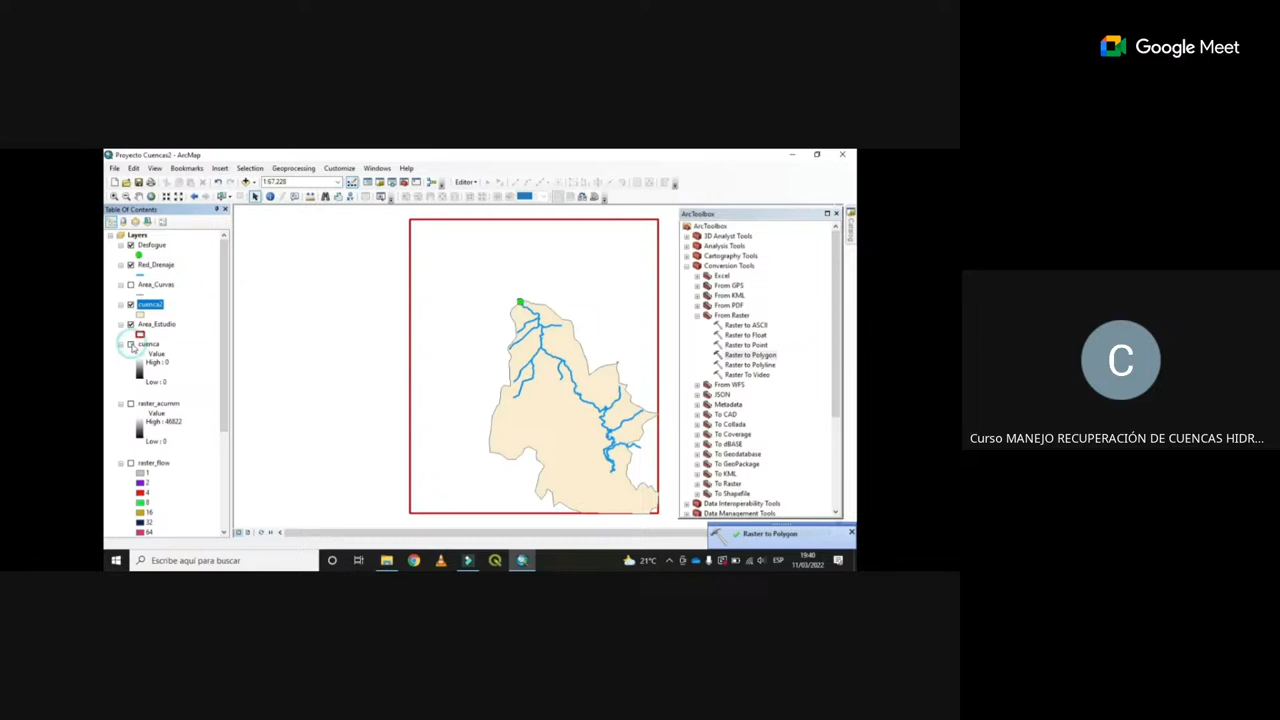 Google Meet
Proyecto Cuencas2 - ArcMap
File Edit View Bookmarks Insert Selection Geoprocessing Customize Windows Help
1:67,228
Editor
Table Of Contents
Layers
Desfogue
Red_Drenaje
Area_Curvas
cuenca2
Area_Estudio
cuenca
Value
High : 0
Low : 0
raster_acumm
Value
High : 46822
Low : 0
raster_flow
1
2
4
8
16
32
64
ArcToolbox
ArcToolbox
3D Analyst Tools
Analysis Tools
Cartography Tools
Conversion Tools
Excel
From GPS
From KML
From PDF
From Raster
Raster to ASCII
Raster to Float
Raster to Point
Raster to Polygon
Raster to Polyline
Raster To Video
From WFS
JSON
Metadata
To CAD
To Collada
To Coverage
To dBASE
To Geodatabase
To GeoPackage
To KML
To Raster
To Shapefile
Data Interoperability Tools
Data Management Tools
Catalog
Raster to Polygon
Escribe aquí para buscar
21°C
ESP
19:40
11/03/2022
C
Curso MANEJO RECUPERACIÓN DE CUENCAS HIDR...